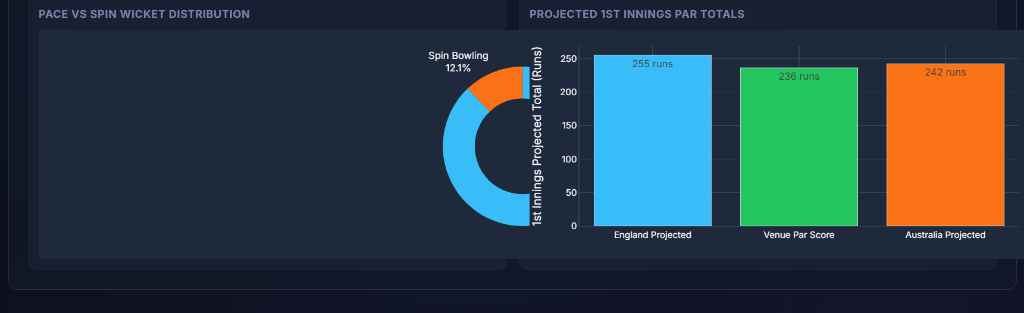 PACE VS SPIN WICKET DISTRIBUTION
Spin Bowling
12.1%
PROJECTED 1ST INNINGS PAR TOTALS
1st Innings Projected Total (Runs)
250
200
150
100
50
0
255 runs
236 runs
242 runs
England Projected
Venue Par Score
Australia Projected